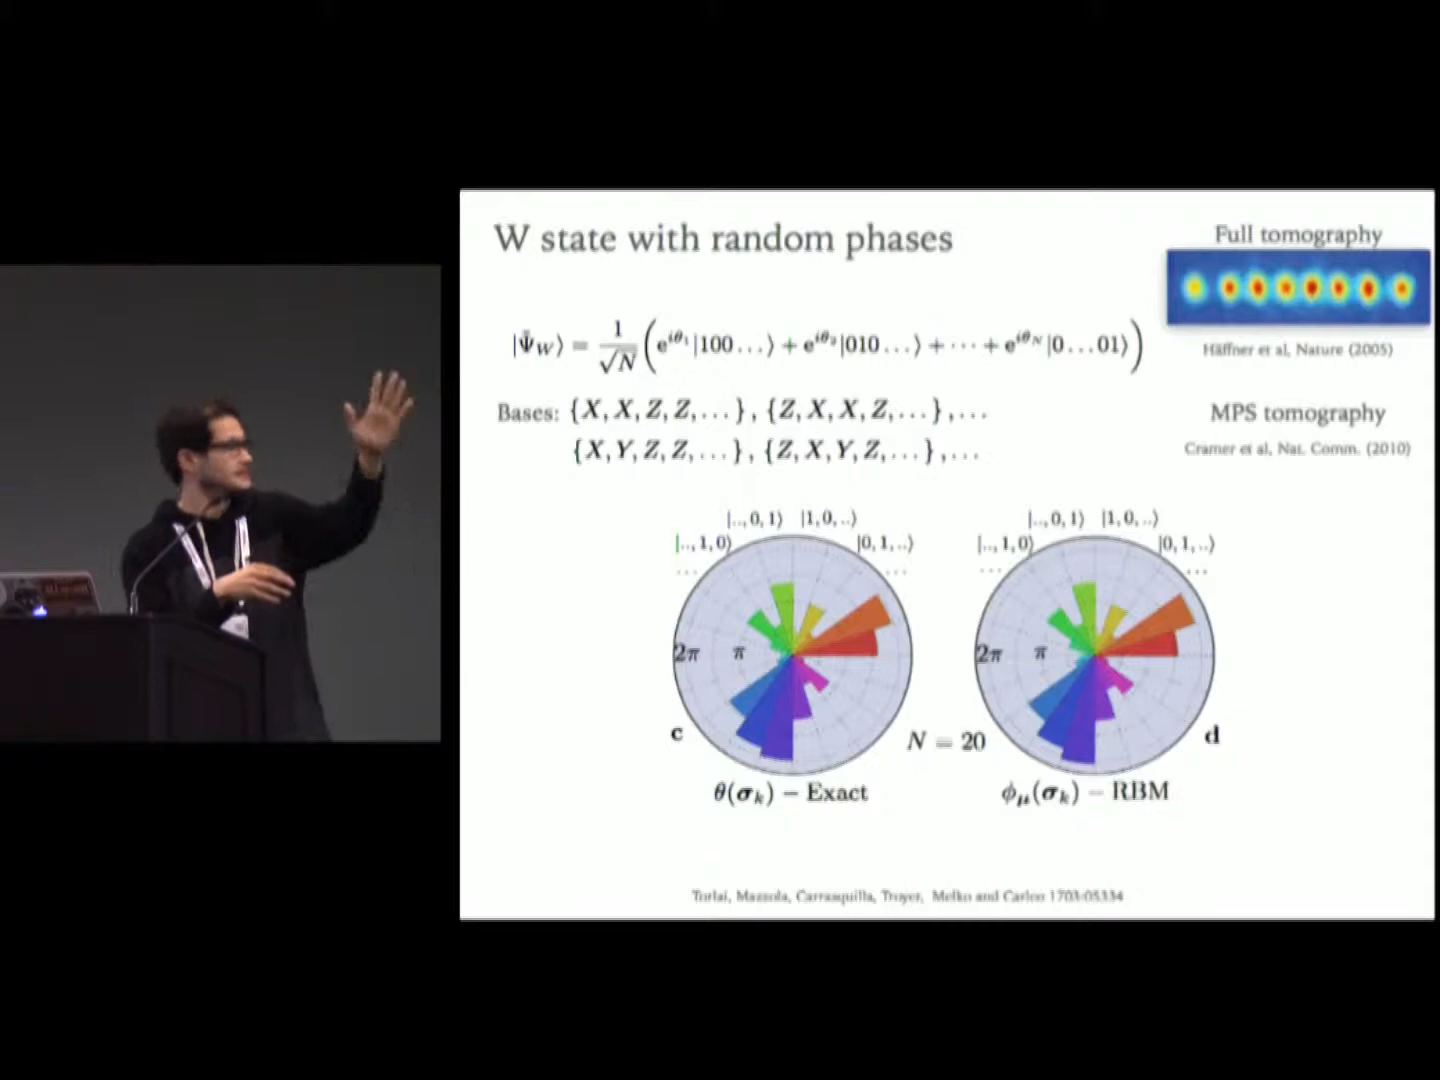 W state with random phases
Full tomography
|Ψ̃_W⟩ = 1/√N ( e^{iθ₁}|100…⟩ + e^{iθ₂}|010…⟩ + ⋯ + e^{iθ_N}|0…01⟩ )
Häffner et al, Nature (2005)
Bases: {X, X, Z, Z, …}, {Z, X, X, Z, …}, …
{X, Y, Z, Z, …}, {Z, X, Y, Z, …}, …
MPS tomography
Cramer et al, Nat. Comm. (2010)
|.., 0, 1⟩ |1, 0, ..⟩
|.., 1, 0⟩ |0, 1, ..⟩
... ...
2π π
c
θ(σ_k) – Exact
N = 20
|.., 0, 1⟩ |1, 0, ..⟩
|.., 1, 0⟩ |0, 1, ..⟩
... ...
2π π
d
ϕ_μ(σ_k) – RBM
Torlai, Mazzola, Carrasquilla, Troyer, Melko and Carleo 1703.05334